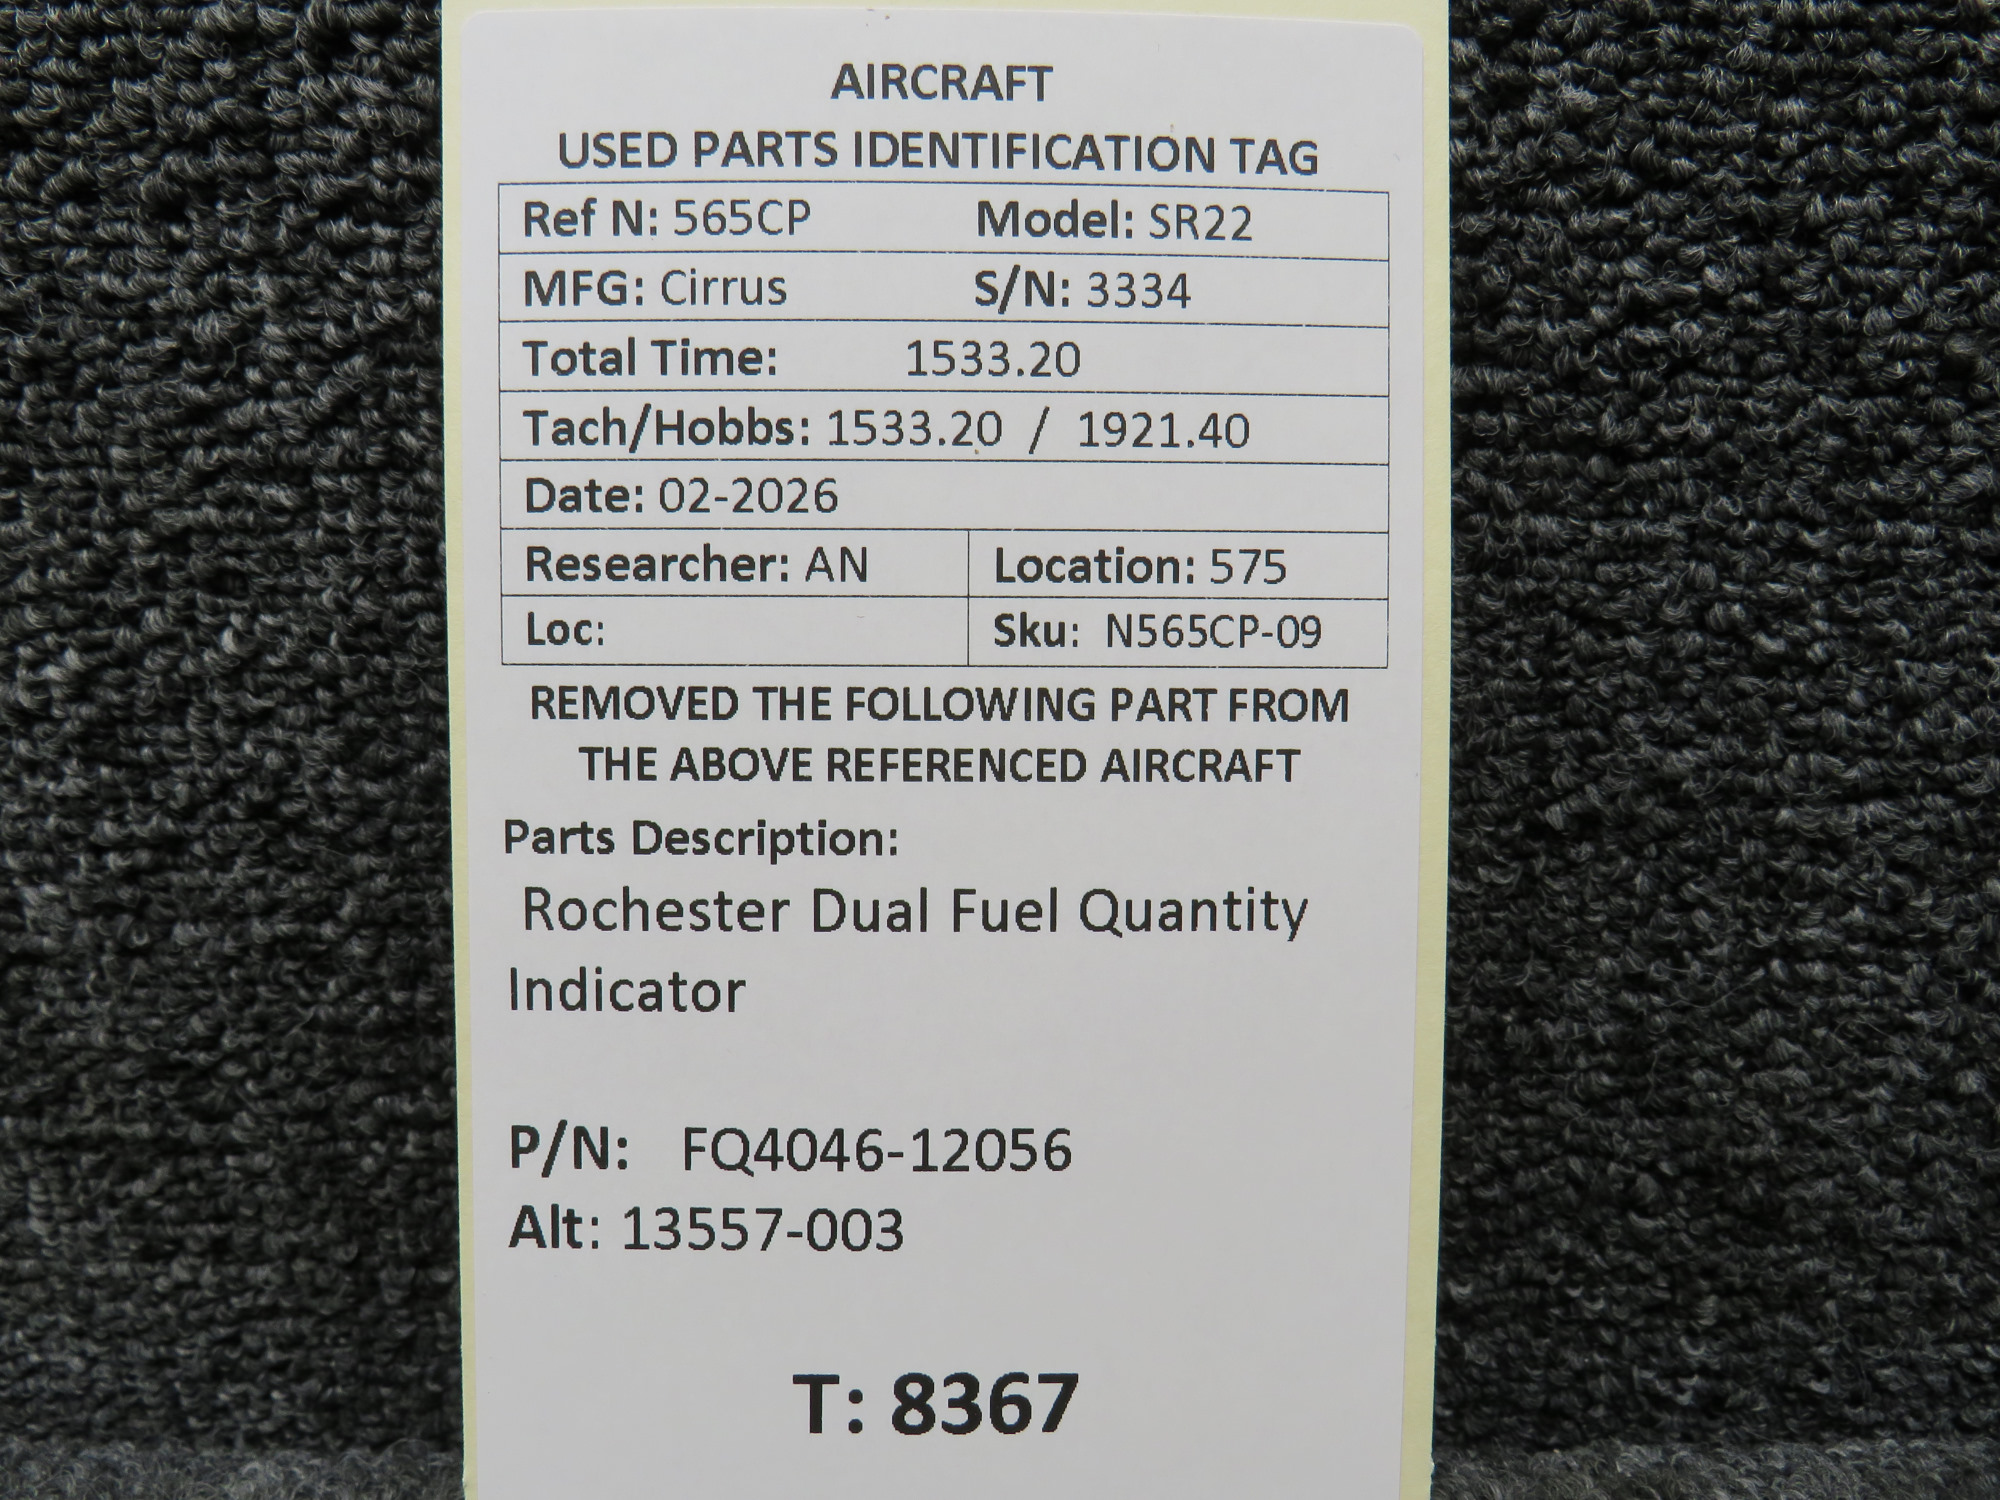 AIRCRAFT
USED PARTS IDENTIFICATION TAG
Ref N: 565CP Model: SR22
MFG: Cirrus S/N: 3334
Total Time: 1533.20
Tach/Hobbs: 1533.20 / 1921.40
Date: 02-2026
Researcher: AN Location: 575
Loc: Sku: N565CP-09
REMOVED THE FOLLOWING PART FROM
THE ABOVE REFERENCED AIRCRAFT
Parts Description:
Rochester Dual Fuel Quantity
Indicator
P/N: FQ4046-12056
Alt: 13557-003
T: 8367